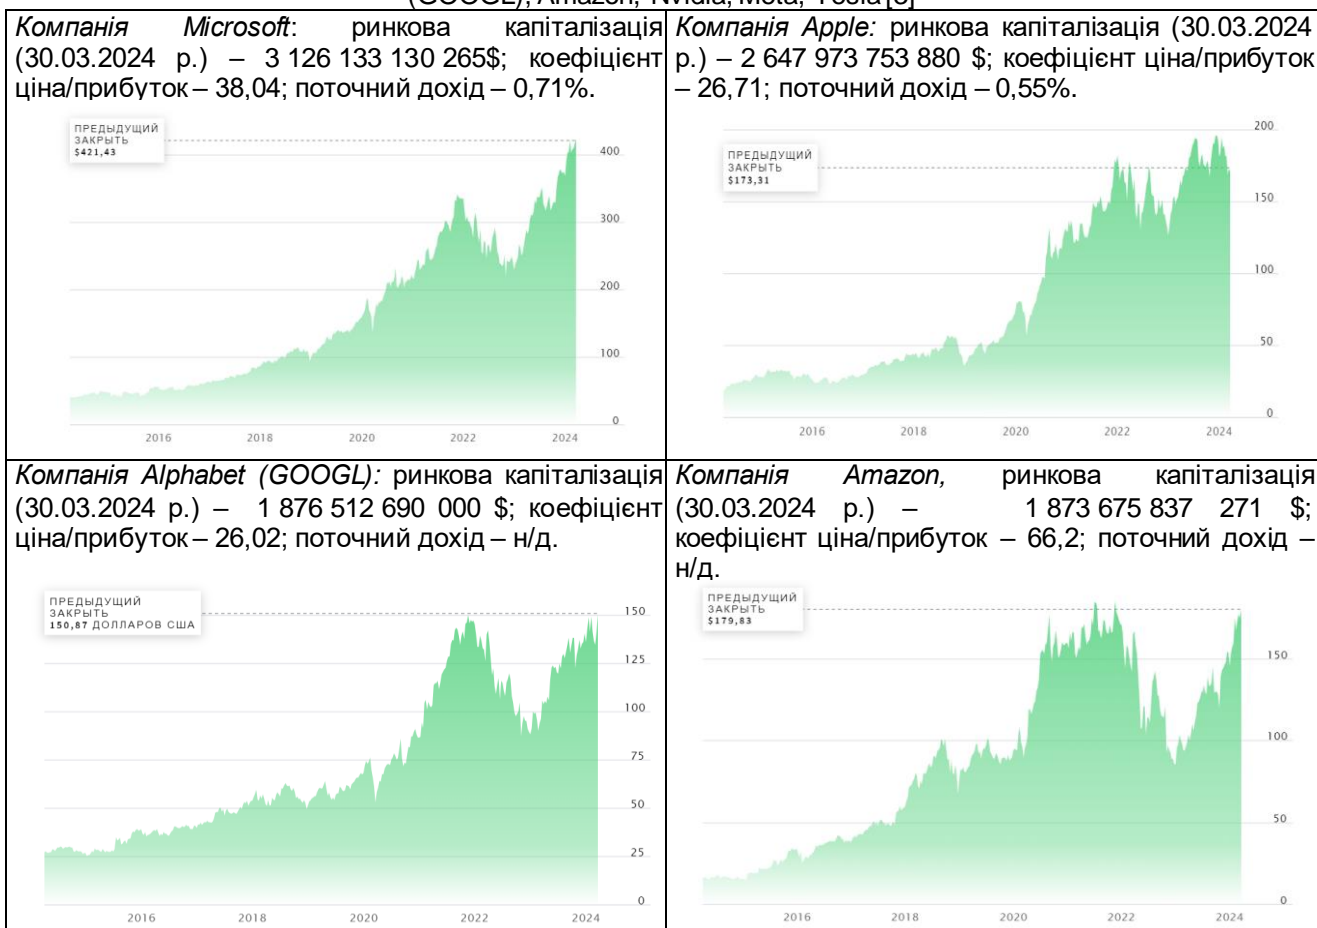 (GOOGL), Amazon, Nvidia, Meta, Tesla [8]
Компанія Microsoft: ринкова капіталізація
(30.03.2024 р.) – 3 126 133 130 265$; коефіцієнт
ціна/прибуток – 38,04; поточний дохід – 0,71%.
ПРЕДЫДУЩИЙ
ЗАКРЫТЬ
$421,43
400
300
200
100
0
2016 2018 2020 2022 2024
Компанія Apple: ринкова капіталізація (30.03.2024
р.) – 2 647 973 753 880 $; коефіцієнт ціна/прибуток
– 26,71; поточний дохід – 0,55%.
ПРЕДЫДУЩИЙ
ЗАКРЫТЬ
$173,31
200
150
100
50
0
2016 2018 2020 2022 2024
Компанія Alphabet (GOOGL): ринкова капіталізація
(30.03.2024 р.) – 1 876 512 690 000 $; коефіцієнт
ціна/прибуток – 26,02; поточний дохід – н/д.
ПРЕДЫДУЩИЙ
ЗАКРЫТЬ
150,87 ДОЛЛАРОВ США
150
125
100
75
50
25
0
2016 2018 2020 2022 2024
Компанія Amazon, ринкова капіталізація
(30.03.2024 р.) – 1 873 675 837 271 $;
коефіцієнт ціна/прибуток – 66,2; поточний дохід –
н/д.
ПРЕДЫДУЩИЙ
ЗАКРЫТЬ
$179,83
150
100
50
0
2016 2018 2020 2022 2024